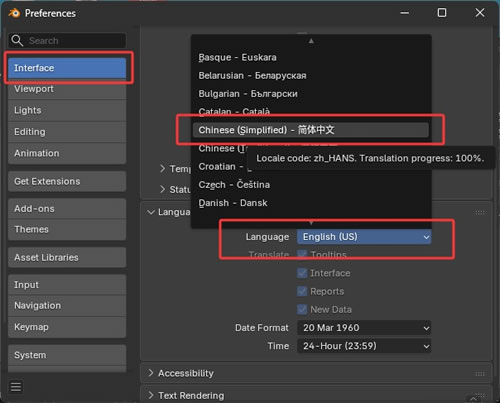 Preferences
Search
Interface
Viewport
Lights
Editing
Animation
Get Extensions
Add-ons
Themes
Asset Libraries
Input
Navigation
Keymap
System
Basque - Euskara
Belarusian - Беларуская
Bulgarian - Български
Catalan - Català
Chinese (Simplified) - 简体中文
Chinese
Locale code: zh_HANS. Translation progress: 100%.
Croatian -
Czech - Čeština
Danish - Dansk
Language English (US)
Translate Tooltips
Interface
Reports
New Data
Date Format 20 Mar 1960
Time 24-Hour (23:59)
Accessibility
Text Rendering